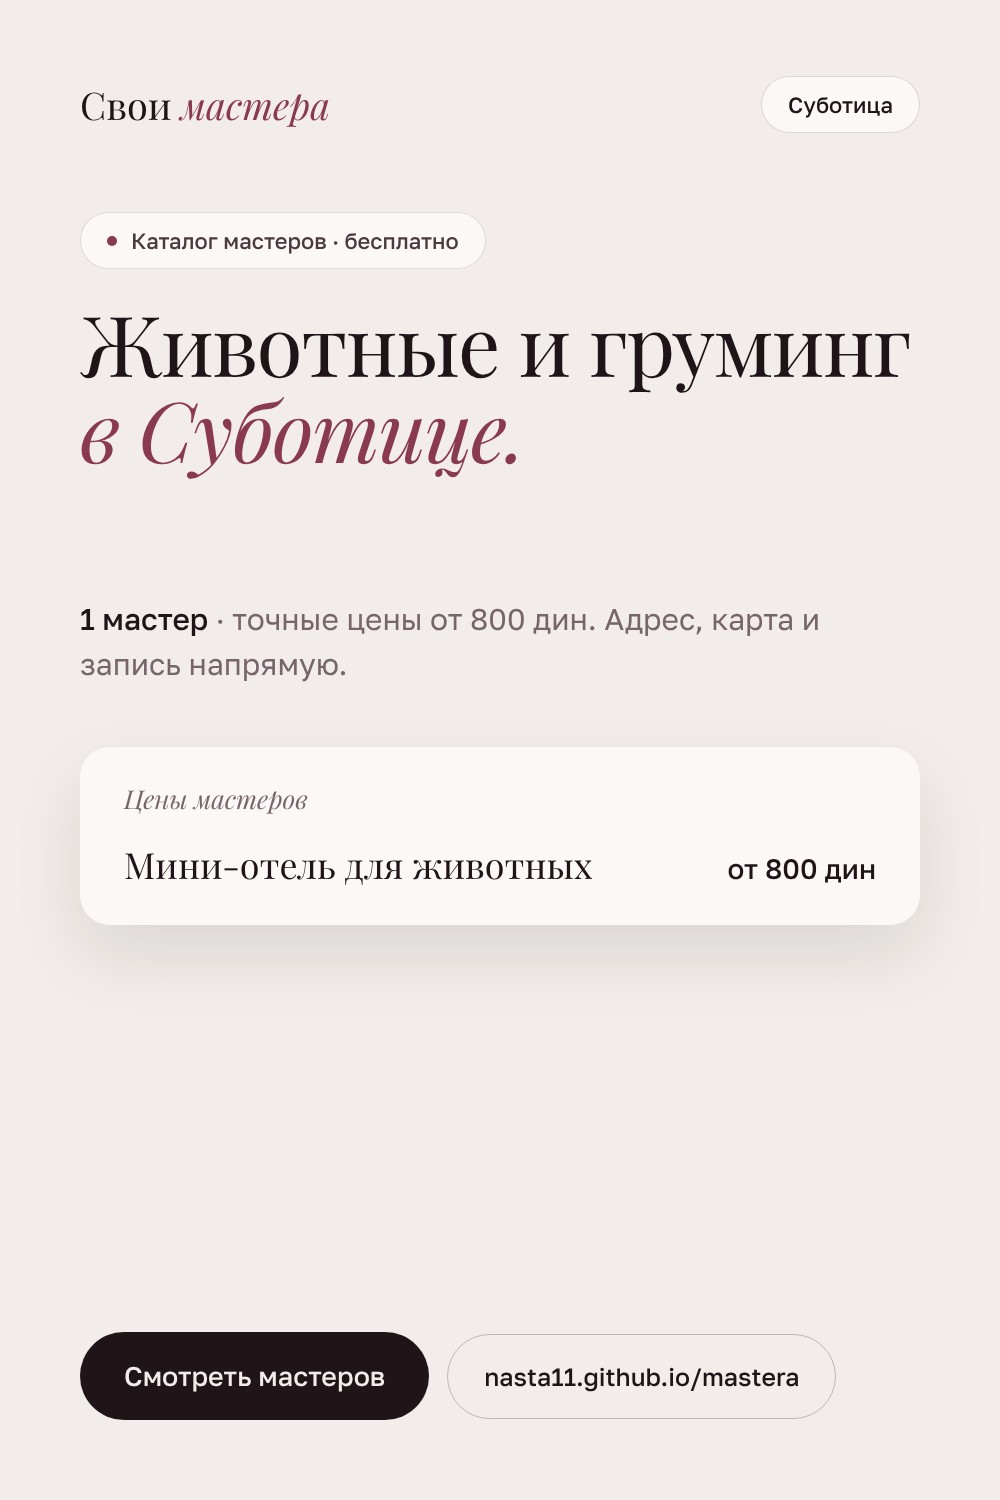 Свои мастера
Суботица
Каталог мастеров · бесплатно
Животные и груминг
в Суботице.
1 мастер · точные цены от 800 дин. Адрес, карта и
запись напрямую.
Цены мастеров
Мини-отель для животных
от 800 дин
Смотреть мастеров
nasta11.github.io/mastera